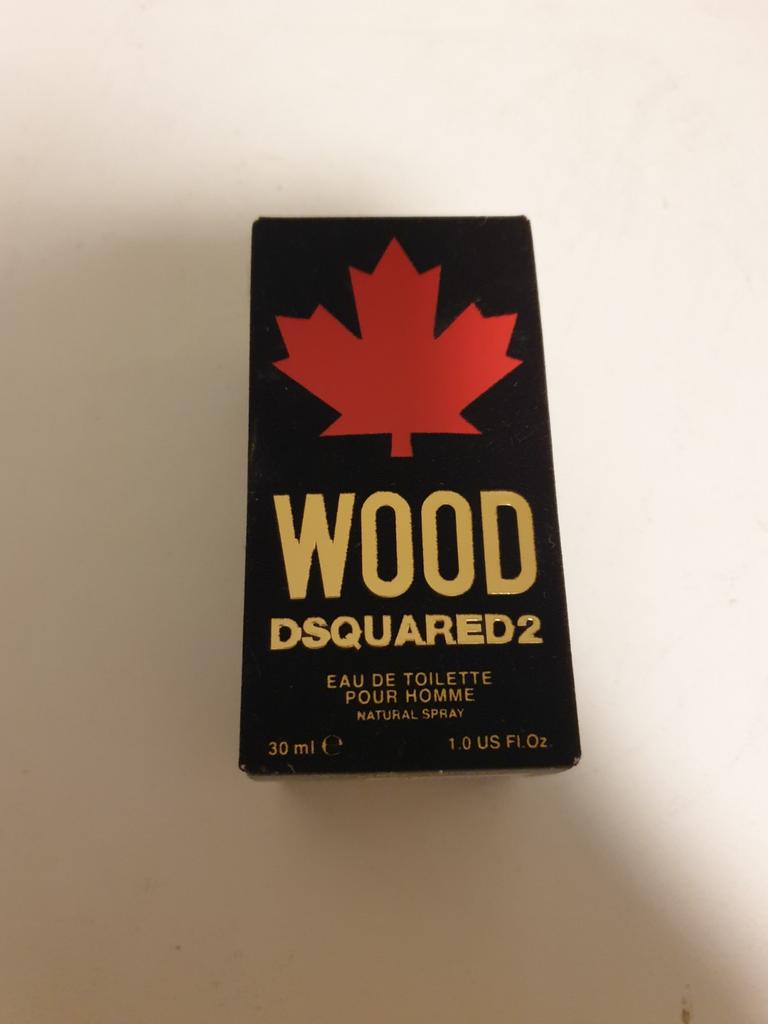 WOOD
DSQUARED2
EAU DE TOILETTE
POUR HOMME
NATURAL SPRAY
30 ml ℮ 1.0 US Fl.Oz.